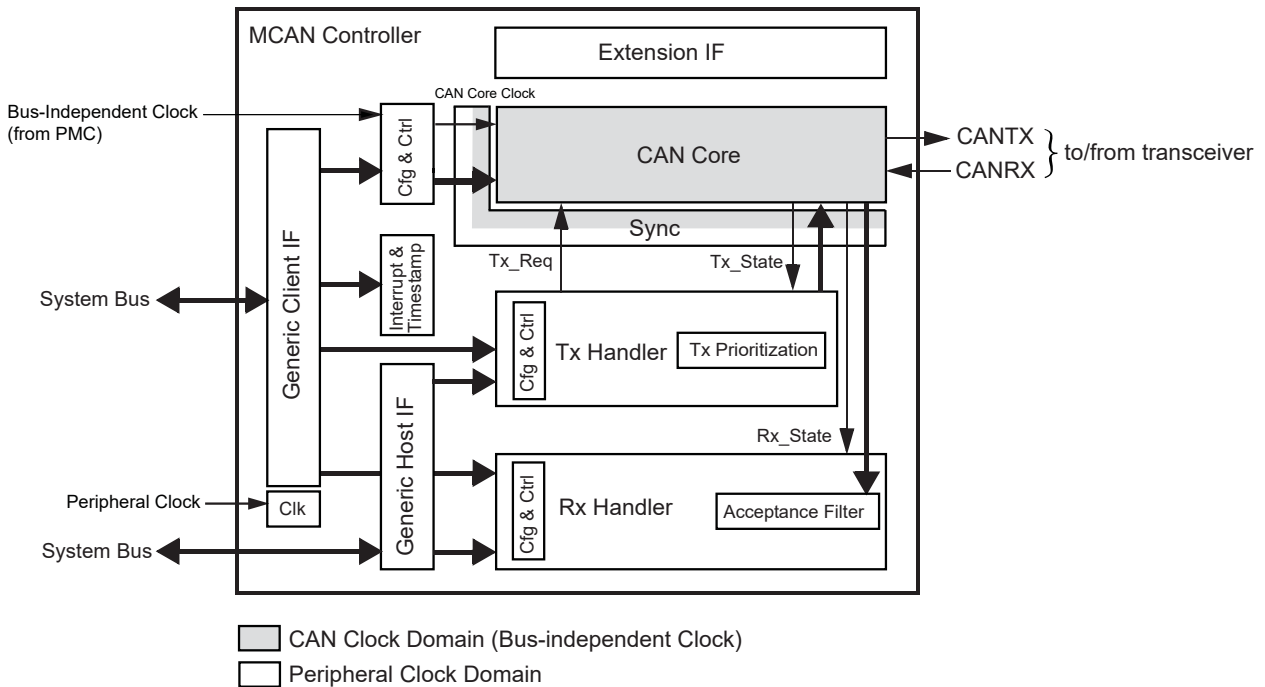 MCAN Controller
Extension IF
Bus-Independent Clock
(from PMC)
CAN Core Clock
Cfg & Ctrl
CAN Core
CANTX
CANRX
to/from transceiver
Sync
Tx_Req
Tx_State
Generic Client IF
Interrupt &
Timestamp
System Bus
Cfg & Ctrl
Tx Handler
Tx Prioritization
Generic Host IF
Rx_State
Peripheral Clock
Clk
Cfg & Ctrl
Rx Handler
Acceptance Filter
System Bus
CAN Clock Domain (Bus-independent Clock)
Peripheral Clock Domain